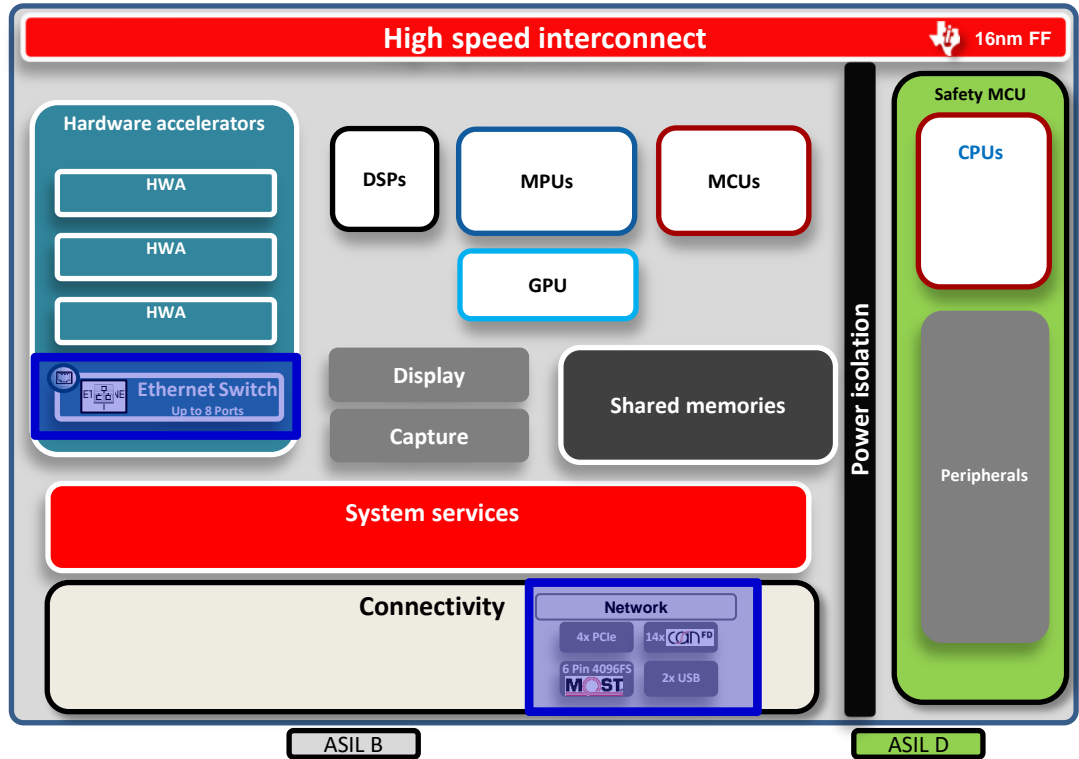 High speed interconnect
16nm FF
Hardware accelerators
HWA
HWA
HWA
Ethernet Switch
Up to 8 Ports
DSPs
MPUs
MCUs
GPU
Display
Capture
Shared memories
Power isolation
Safety MCU
CPUs
Peripherals
System services
Connectivity
Network
4x PCIe
14x CAN FD
6 Pin 4096FS
MOST
2x USB
ASIL B
ASIL D